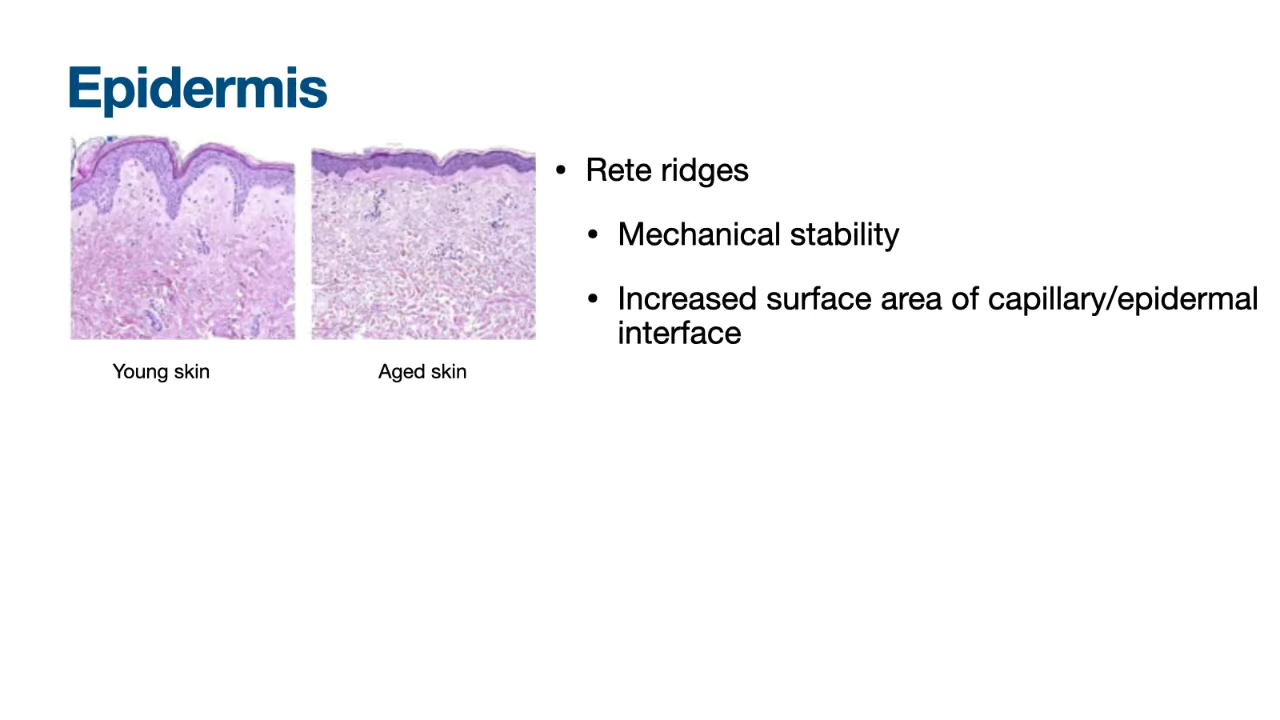 Epidermis
• Rete ridges
• Mechanical stability
• Increased surface area of capillary/epidermal
interface
Young skin
Aged skin